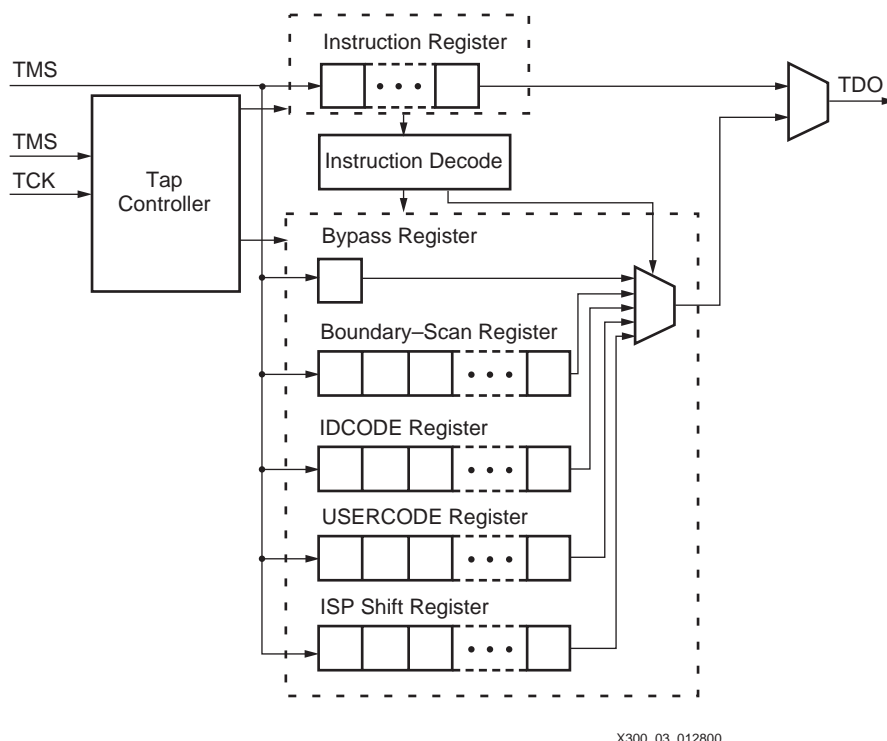 Instruction Register
TMS
TDO
TMS
TCK
Tap
Controller
Instruction Decode
Bypass Register
Boundary–Scan Register
IDCODE Register
USERCODE Register
ISP Shift Register
X300_03_012800